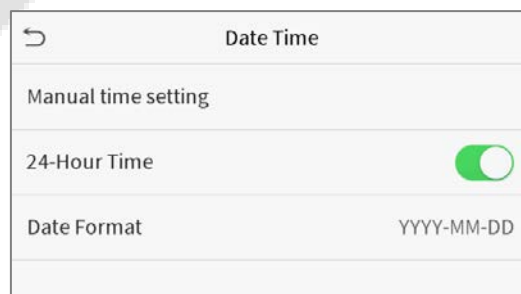 Date Time
Manual time setting
24-Hour Time
Date Format YYYY-MM-DD